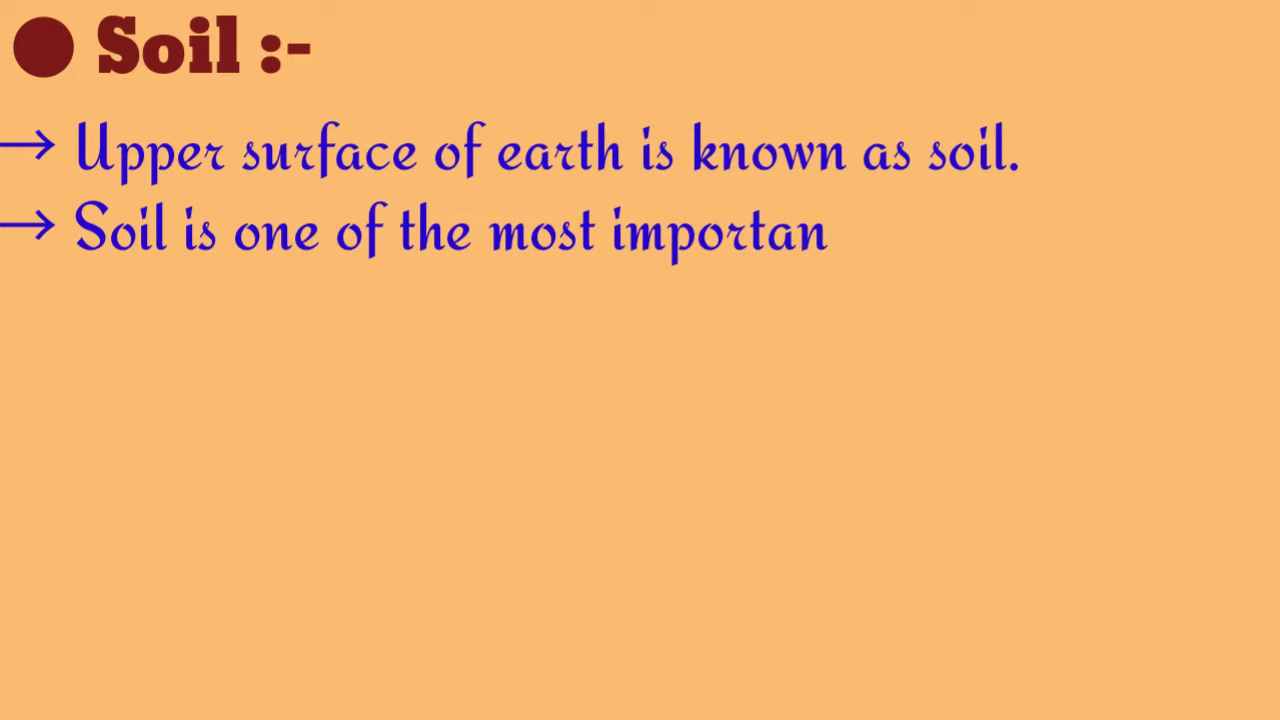 ● Soil :-
→ Upper surface of earth is known as soil.
→ Soil is one of the most importan